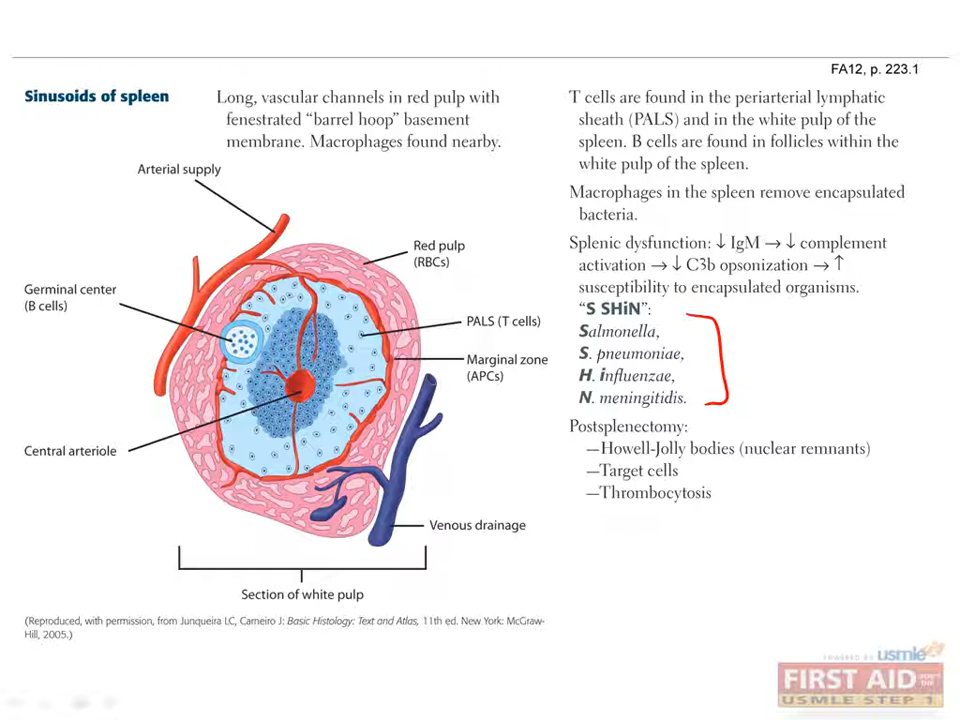 FA12, p. 223.1
Sinusoids of spleen
Long, vascular channels in red pulp with
fenestrated “barrel hoop” basement
membrane. Macrophages found nearby.
Arterial supply
Red pulp
(RBCs)
Germinal center
(B cells)
PALS (T cells)
Marginal zone
(APCs)
Central arteriole
Venous drainage
Section of white pulp
(Reproduced, with permission, from Junqueira LC, Carneiro J: Basic Histology: Text and Atlas, 11th ed. New York: McGraw-
Hill, 2005.)
T cells are found in the periarterial lymphatic
sheath (PALS) and in the white pulp of the
spleen. B cells are found in follicles within the
white pulp of the spleen.
Macrophages in the spleen remove encapsulated
bacteria.
Splenic dysfunction: ↓ IgM → ↓ complement
activation → ↓ C3b opsonization → ↑
susceptibility to encapsulated organisms.
“S SHiN”:
Salmonella,
S. pneumoniae,
H. influenzae,
N. meningitidis.
Postsplenectomy:
—Howell-Jolly bodies (nuclear remnants)
—Target cells
—Thrombocytosis
POWERED BY usmle
FIRST AID FOR THE
USMLE STEP 1